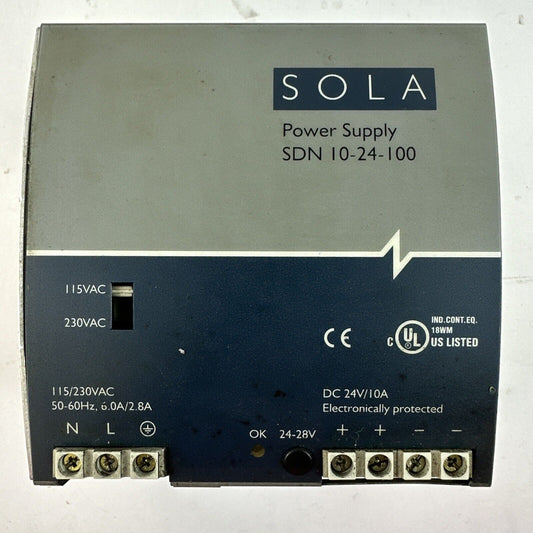 SOLA
Power Supply
SDN 10-24-100
115VAC
230VAC
CE
IND.CONT.EQ.
18WM
C UL US LISTED
115/230VAC
50-60Hz, 6.0A/2.8A
N L
DC 24V/10A
Electronically protected
OK 24-28V + + − −